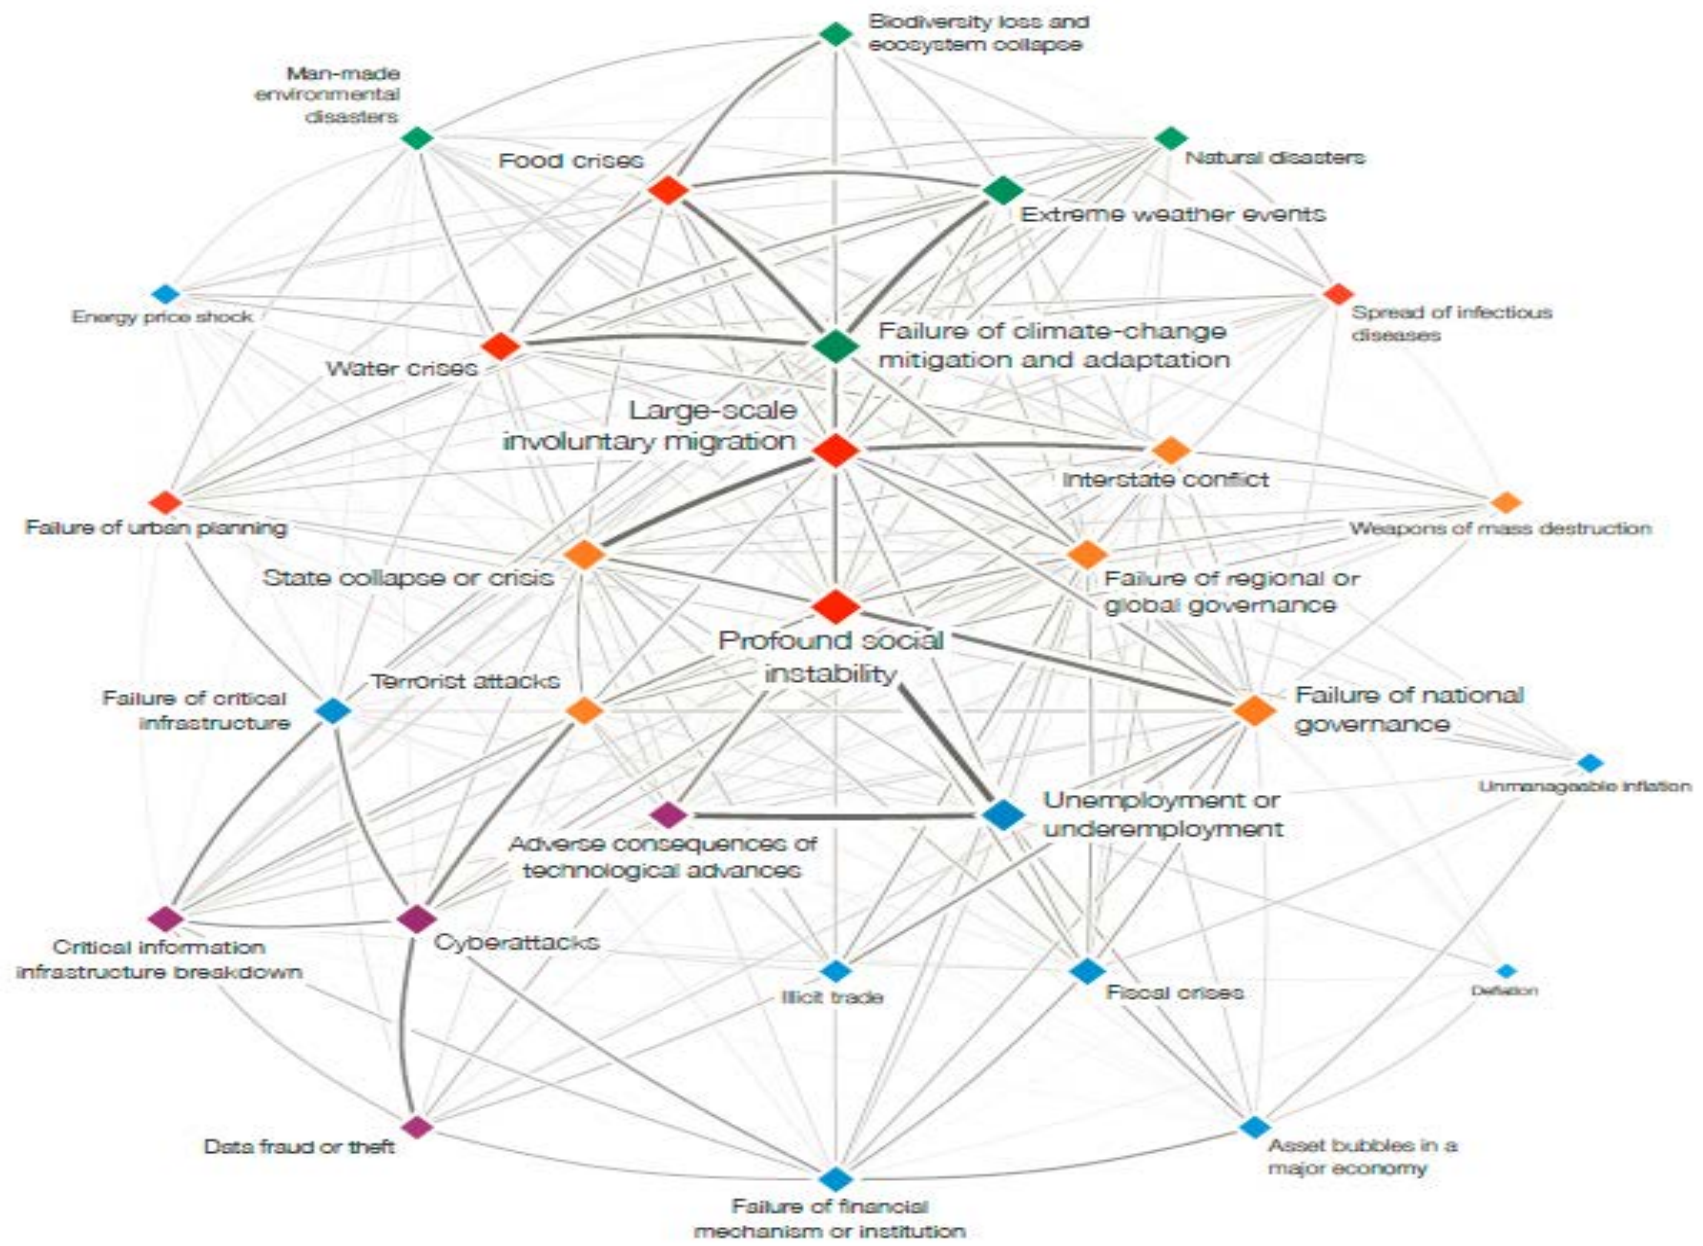 Biodiversity loss and
ecosystem collapse
Man-made
environmental
disasters
Food crises
Natural disasters
Extreme weather events
Energy price shock
Spread of infectious
diseases
Failure of climate-change
mitigation and adaptation
Water crises
Large-scale
involuntary migration
Interstate conflict
Failure of urban planning
Weapons of mass destruction
State collapse or crisis
Failure of regional or
global governance
Profound social
instability
Terrorist attacks
Failure of critical
infrastructure
Failure of national
governance
Unmanageable inflation
Unemployment or
underemployment
Adverse consequences of
technological advances
Critical information
infrastructure breakdown
Cyberattacks
Illicit trade
Fiscal crises
Deflation
Data fraud or theft
Asset bubbles in a
major economy
Failure of financial
mechanism or institution